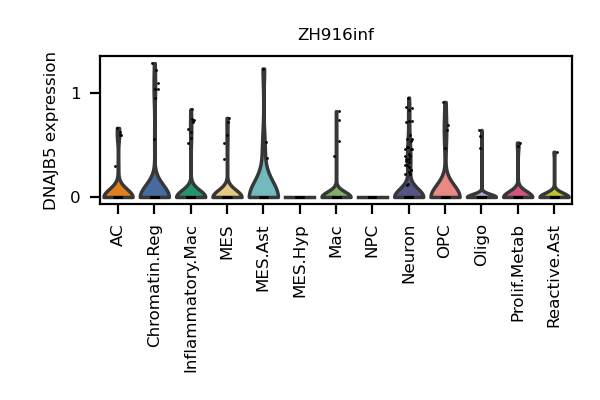 ZH916inf
DNAJB5 expression
1
0
AC
Chromatin.Reg
Inflammatory.Mac
MES
MES.Ast
MES.Hyp
Mac
NPC
Neuron
OPC
Oligo
Prolif.Metab
Reactive.Ast